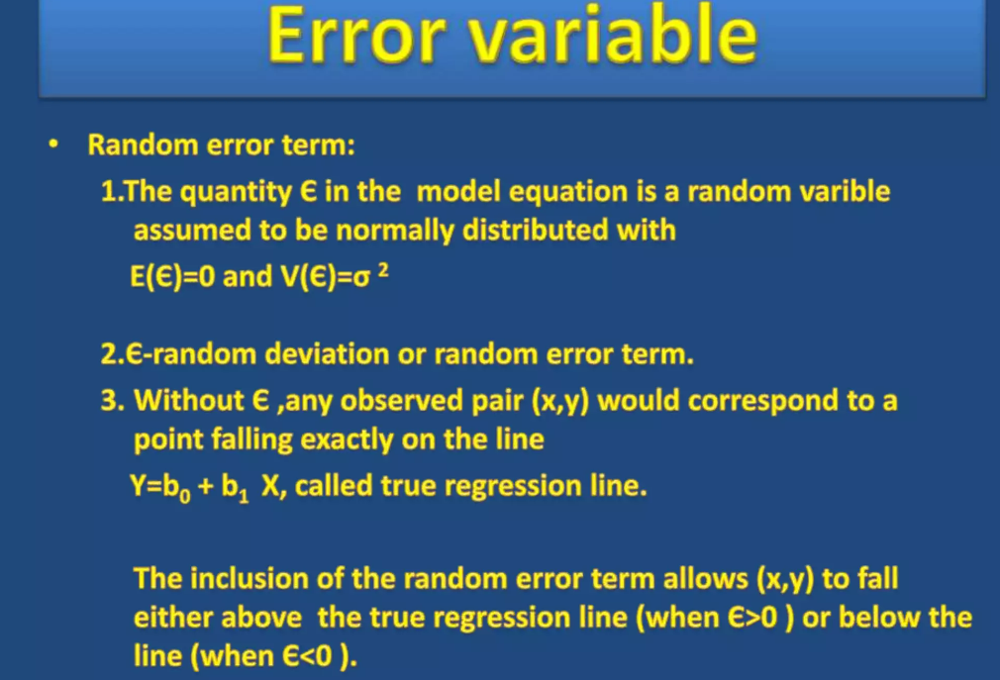 Error variable
• Random error term:
1.The quantity Є in the model equation is a random varible
assumed to be normally distributed with
E(Є)=0 and V(Є)=σ ²
2.Є-random deviation or random error term.
3. Without Є ,any observed pair (x,y) would correspond to a
point falling exactly on the line
Y=b₀ + b₁ X, called true regression line.
The inclusion of the random error term allows (x,y) to fall
either above the true regression line (when Є>0 ) or below the
line (when Є<0 ).